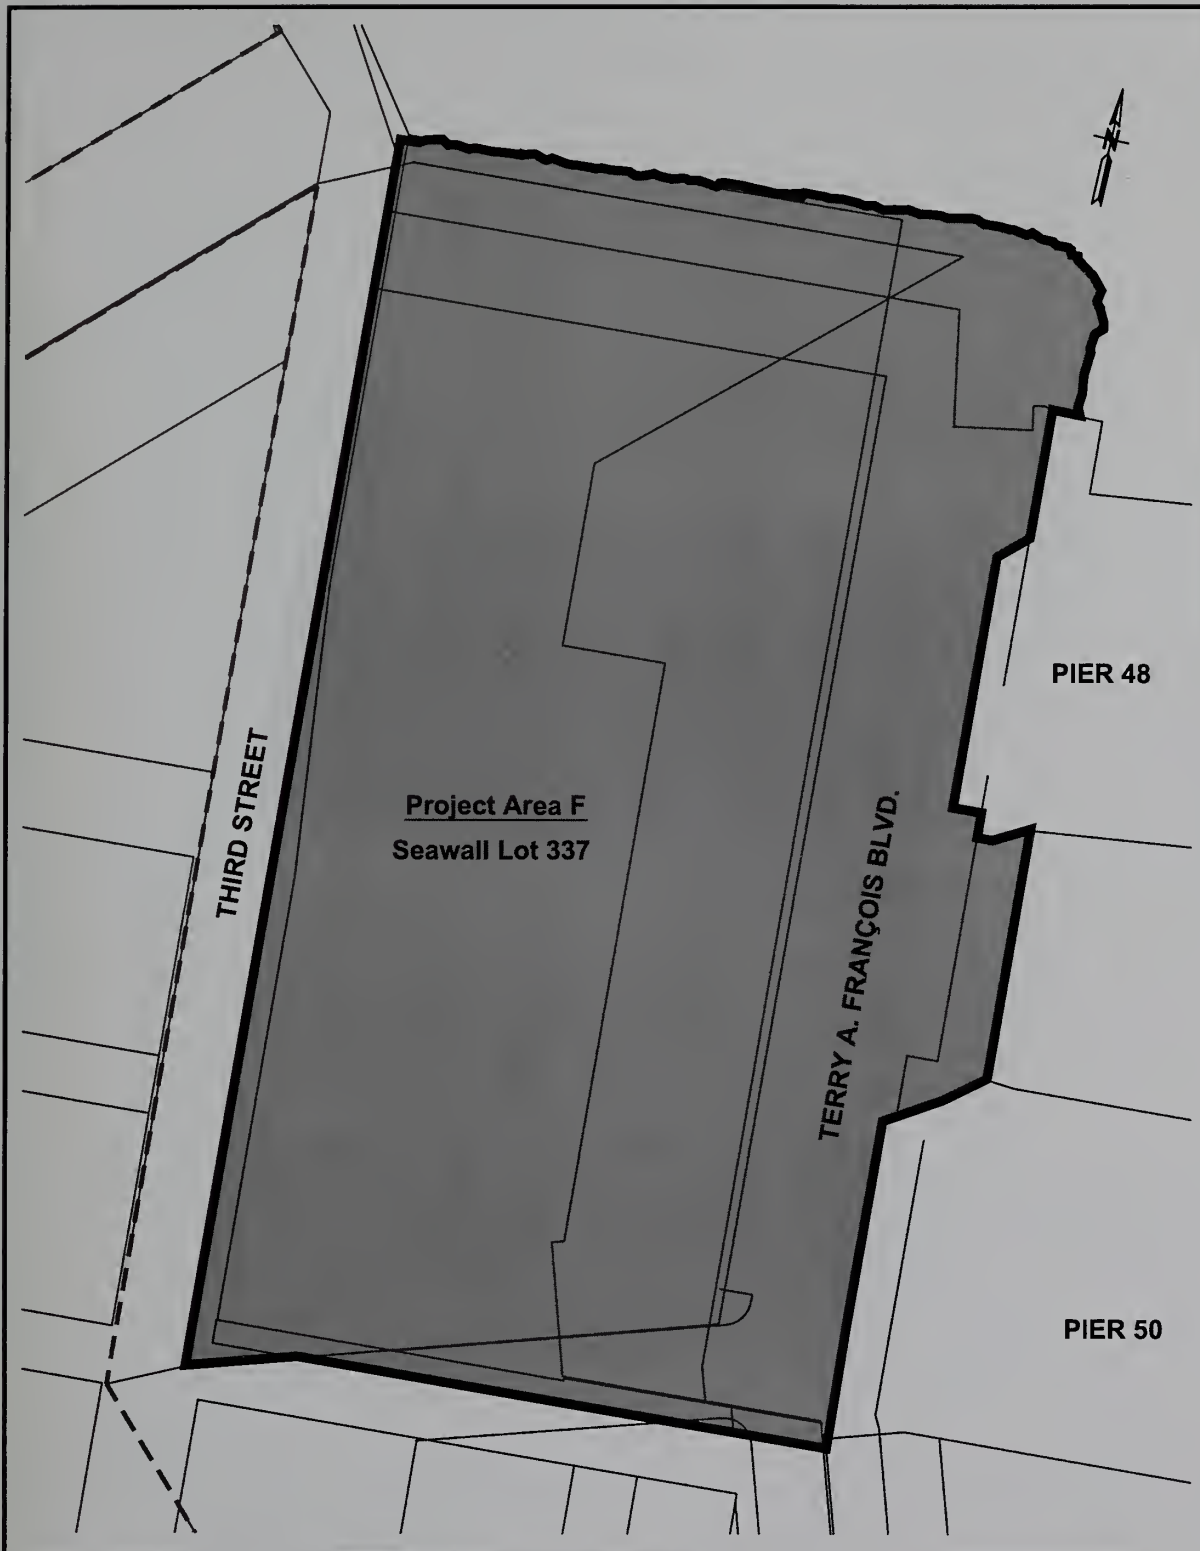 N
PIER 48
THIRD STREET
Project Area F
Seawall Lot 337
TERRY A. FRANÇOIS BLVD.
PIER 50